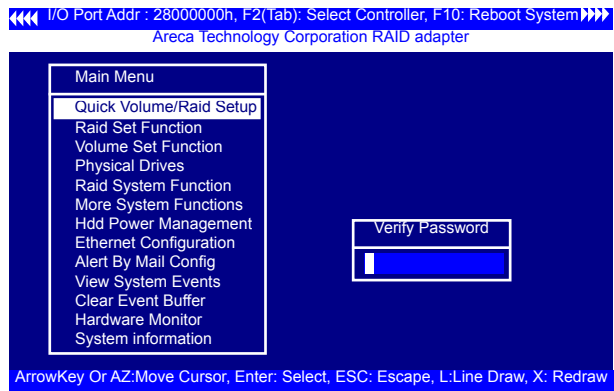 I/O Port Addr : 28000000h, F2(Tab): Select Controller, F10: Reboot System
Areca Technology Corporation RAID adapter
Main Menu
Quick Volume/Raid Setup
Raid Set Function
Volume Set Function
Physical Drives
Raid System Function
More System Functions
Hdd Power Management
Ethernet Configuration
Alert By Mail Config
View System Events
Clear Event Buffer
Hardware Monitor
System information
Verify Password
ArrowKey Or AZ:Move Cursor, Enter: Select, ESC: Escape, L:Line Draw, X: Redraw